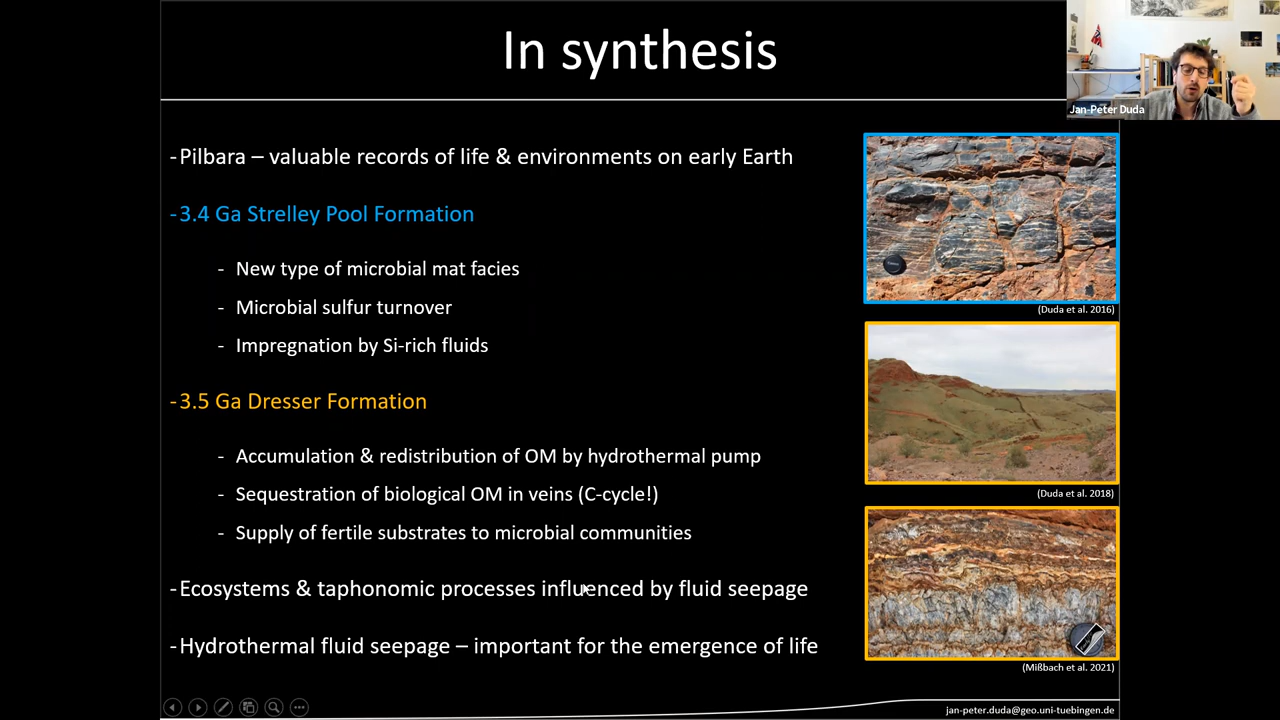 In synthesis
Jan-Peter Duda
-Pilbara – valuable records of life & environments on early Earth
-3.4 Ga Strelley Pool Formation
- New type of microbial mat facies
- Microbial sulfur turnover
- Impregnation by Si-rich fluids
(Duda et al. 2016)
-3.5 Ga Dresser Formation
- Accumulation & redistribution of OM by hydrothermal pump
- Sequestration of biological OM in veins (C-cycle!)
- Supply of fertile substrates to microbial communities
(Duda et al. 2018)
-Ecosystems & taphonomic processes influenced by fluid seepage
-Hydrothermal fluid seepage – important for the emergence of life
(Mißbach et al. 2021)
jan-peter.duda@geo.uni-tuebingen.de